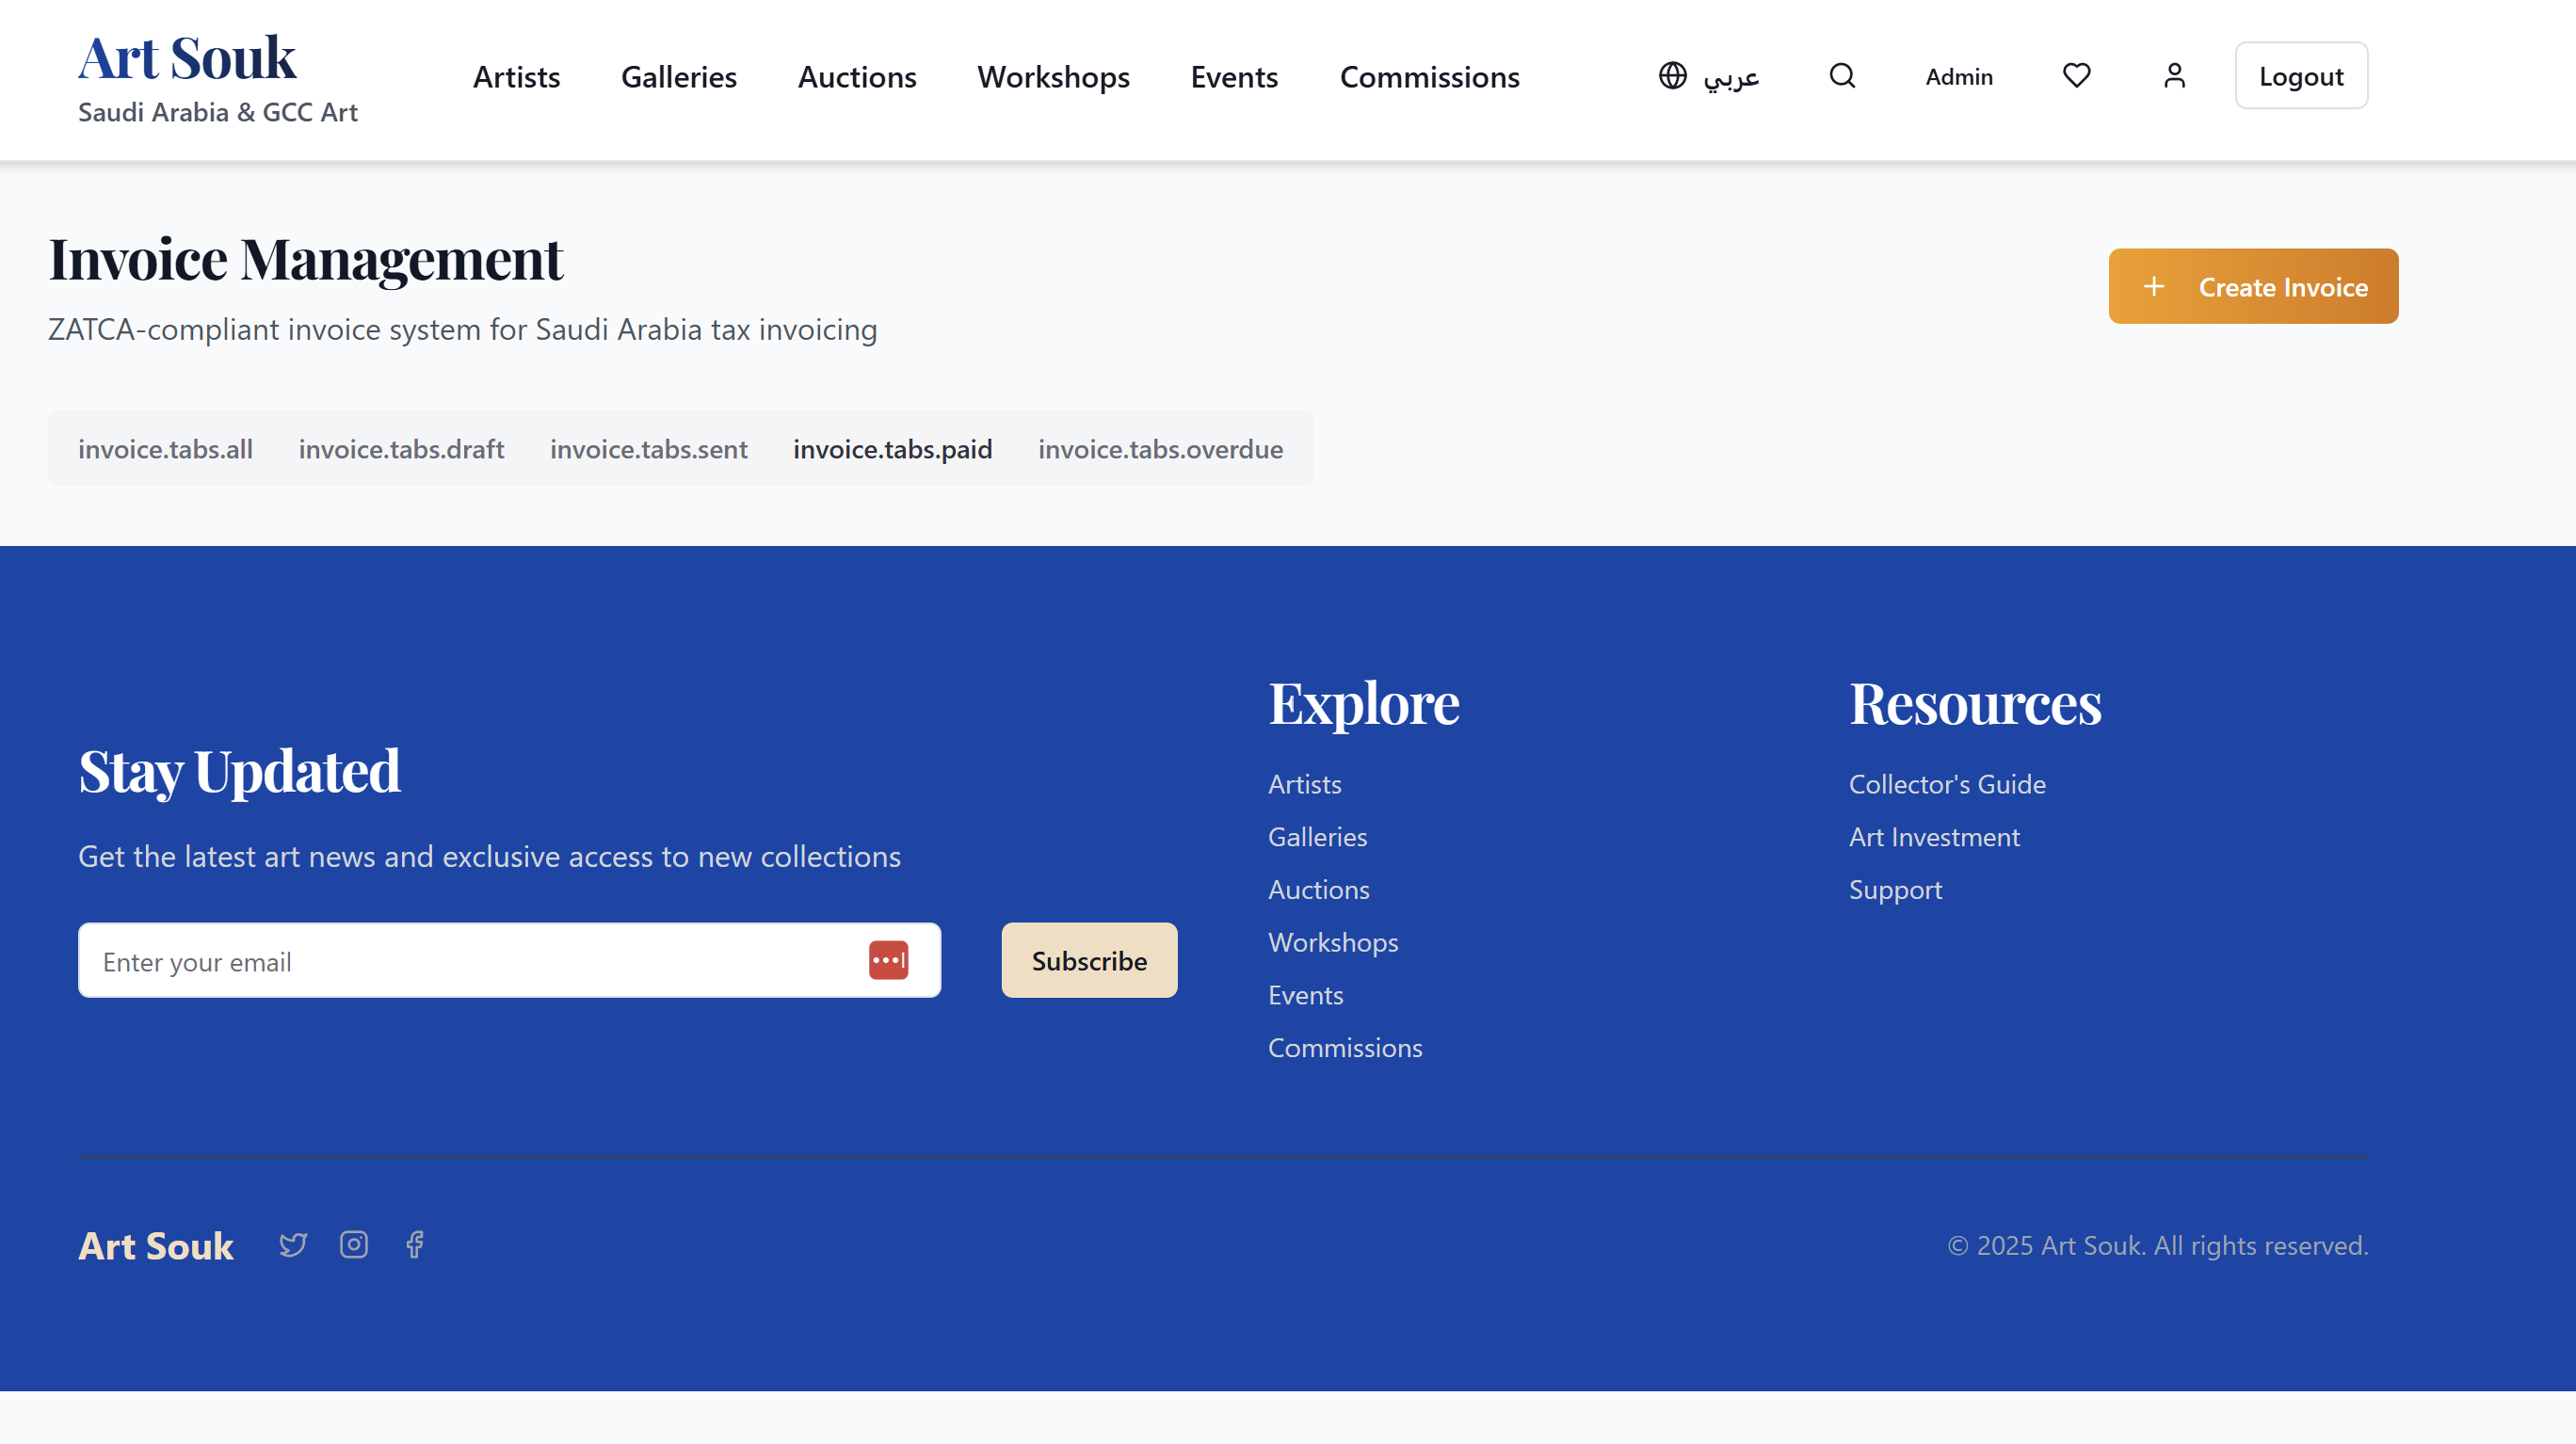 Art Souk
Saudi Arabia & GCC Art
Artists
Galleries
Auctions
Workshops
Events
Commissions
عربي
Admin
Logout
Invoice Management
ZATCA-compliant invoice system for Saudi Arabia tax invoicing
Create Invoice
invoice.tabs.all
invoice.tabs.draft
invoice.tabs.sent
invoice.tabs.paid
invoice.tabs.overdue
Stay Updated
Get the latest art news and exclusive access to new collections
Enter your email
Subscribe
Explore
Artists
Galleries
Auctions
Workshops
Events
Commissions
Resources
Collector's Guide
Art Investment
Support
Art Souk
© 2025 Art Souk. All rights reserved.